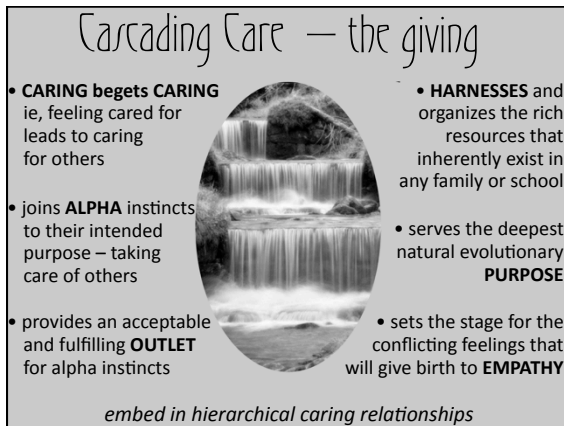 Cascading Care — the giving
• CARING begets CARING
ie, feeling cared for
leads to caring
for others
• joins ALPHA instincts
to their intended
purpose – taking
care of others
• provides an acceptable
and fulfilling OUTLET
for alpha instincts
• HARNESSES and
organizes the rich
resources that
inherently exist in
any family or school
• serves the deepest
natural evolutionary
PURPOSE
• sets the stage for the
conflicting feelings that
will give birth to EMPATHY
embed in hierarchical caring relationships